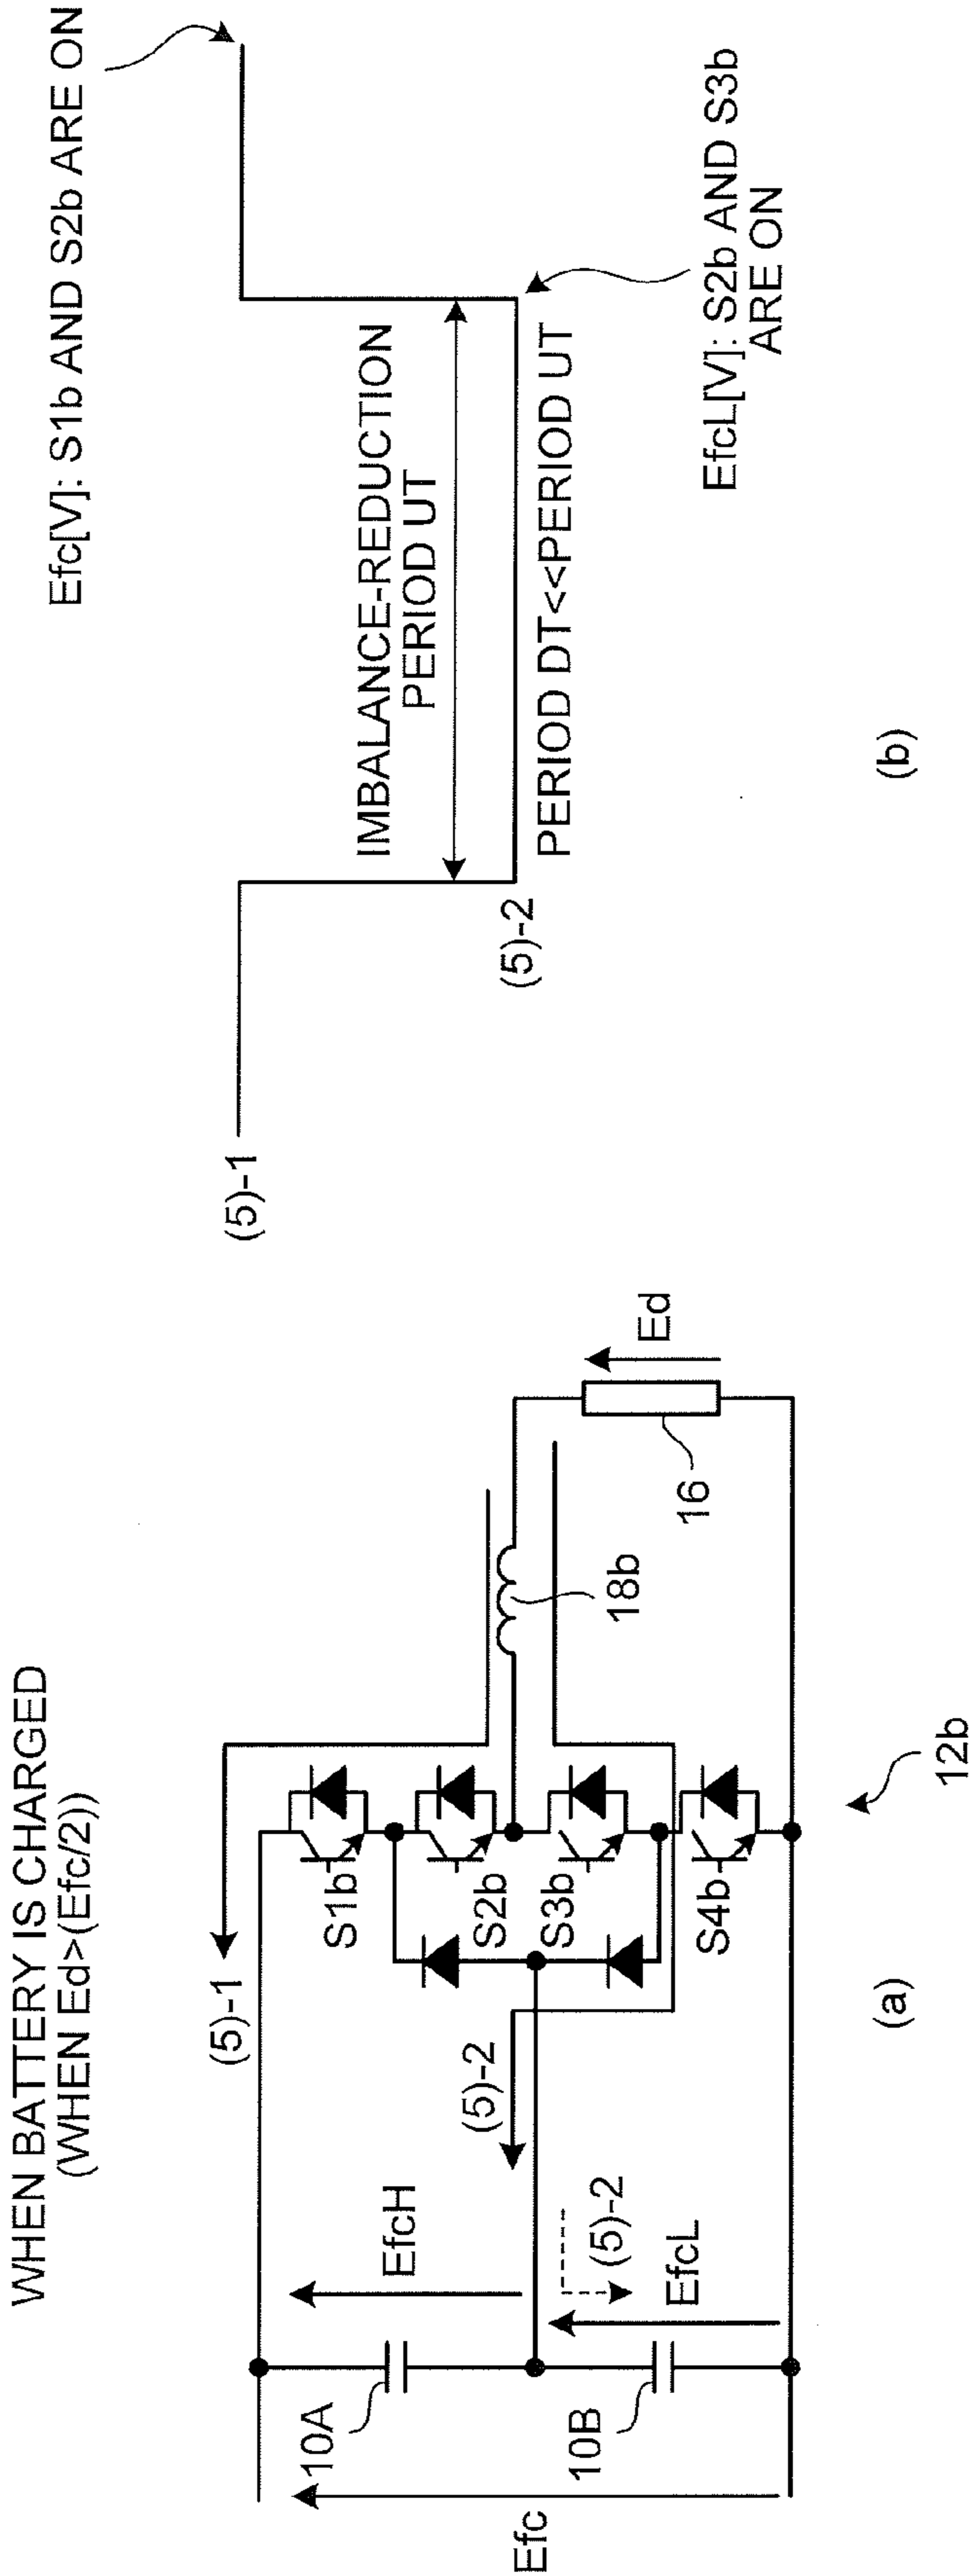 WHEN BATTERY IS CHARGED
(WHEN Ed>(Efc/2))
Efc
10A
10B
EfcH
EfcL
(5)-2
(5)-1
(5)-2
S1b
S2b
S3b
S4b
18b
16
Ed
12b
(a)
Efc[V]: S1b AND S2b ARE ON
(5)-1
IMBALANCE-REDUCTION
PERIOD UT
(5)-2
PERIOD DT<<PERIOD UT
EfcL[V]: S2b AND S3b
ARE ON
(b)